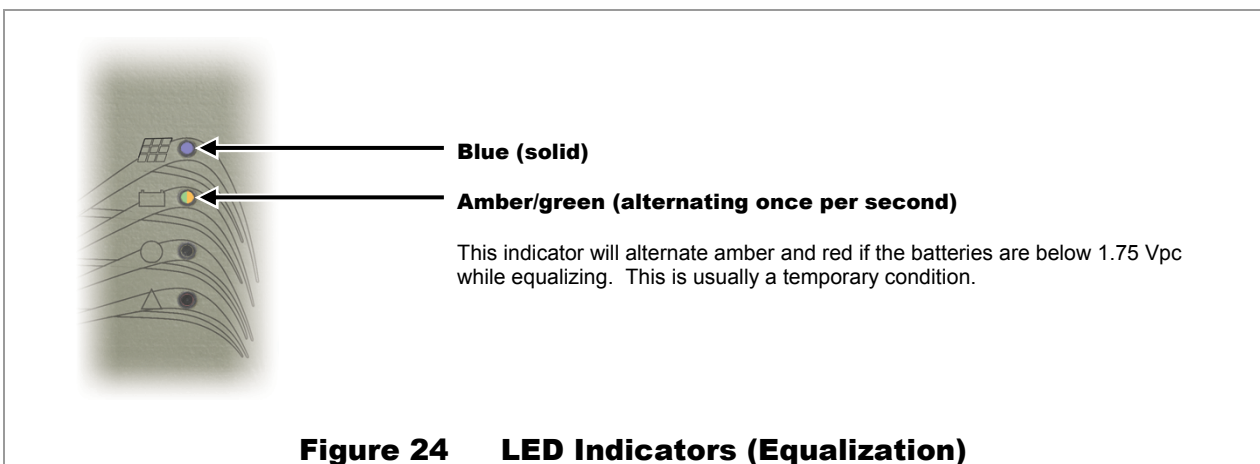 Blue (solid)
Amber/green (alternating once per second)
This indicator will alternate amber and red if the batteries are below 1.75 Vpc
while equalizing.  This is usually a temporary condition.
Figure 24 LED Indicators (Equalization)